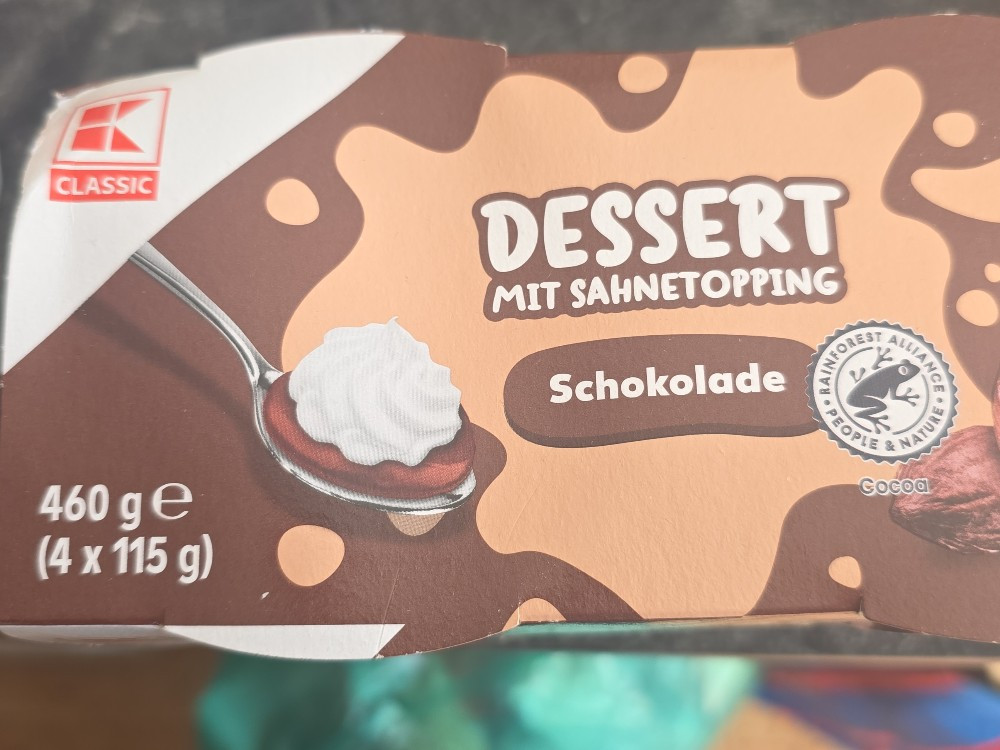 CLASSIC
DESSERT
MIT SAHNETOPPING
Schokolade
RAINFOREST ALLIANCE
PEOPLE & NATURE
Cocoa
460 g e
(4 x 115 g)